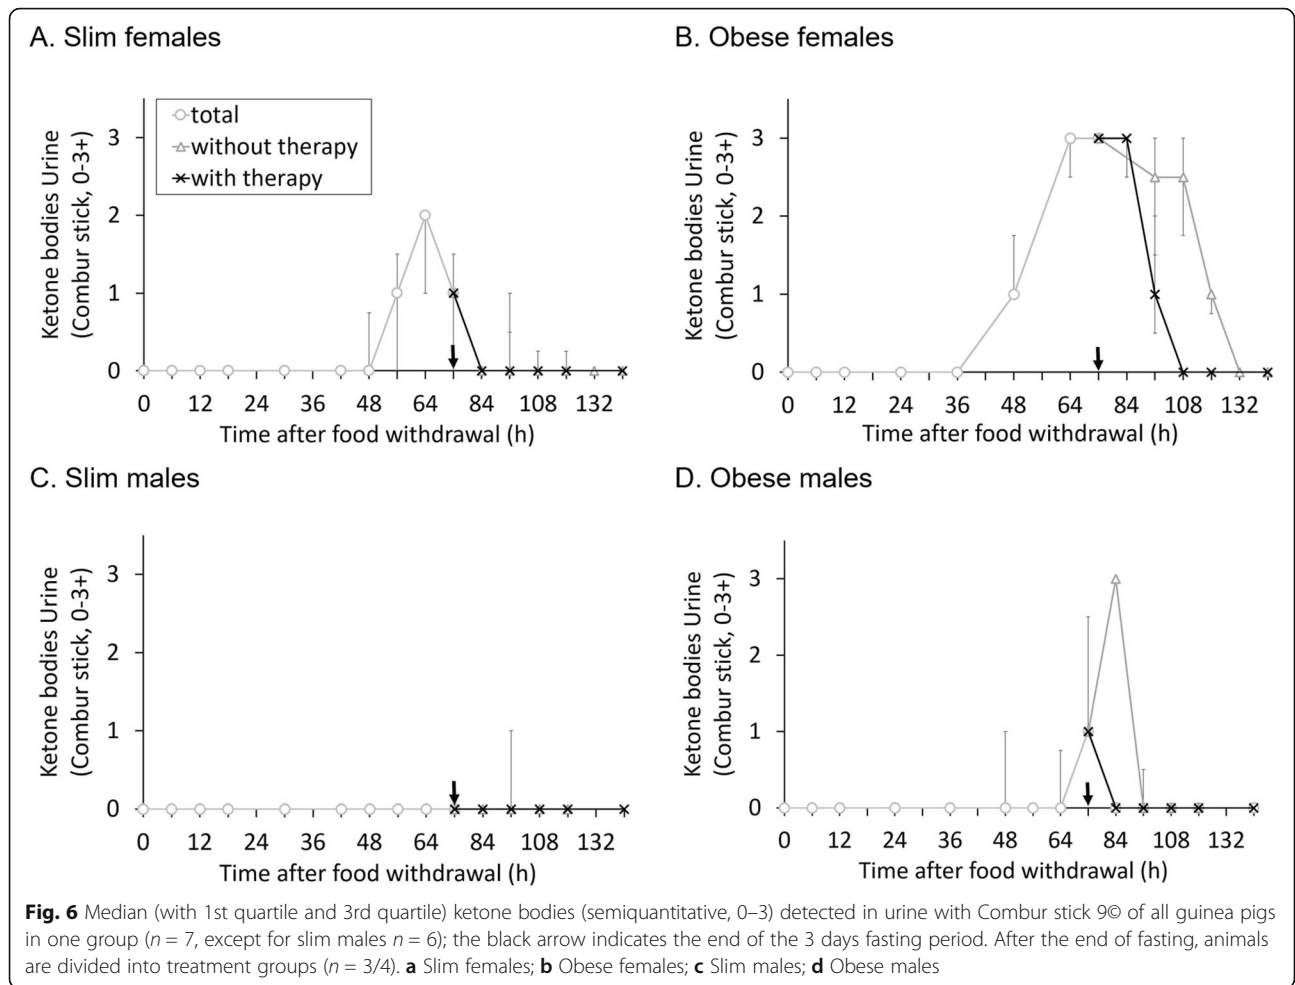 A. Slim females
Ketone bodies Urine
(Combur stick, 0-3+)
3
2
1
0
total
without therapy
with therapy
0 12 24 36 48 64 84 108 132
Time after food withdrawal (h)
B. Obese females
Ketone bodies Urine
(Combur stick, 0-3+)
3
2
1
0
0 12 24 36 48 64 84 108 132
Time after food withdrawal (h)
C. Slim males
Ketone bodies Urine
(Combur stick, 0-3+)
3
2
1
0
0 12 24 36 48 64 84 108 132
Time after food withdrawal (h)
D. Obese males
Ketone bodies Urine
(Combur stick, 0-3+)
3
2
1
0
0 12 24 36 48 64 84 108 132
Time after food withdrawal (h)
Fig. 6 Median (with 1st quartile and 3rd quartile) ketone bodies (semiquantitative, 0–3) detected in urine with Combur stick 9© of all guinea pigs
in one group (n = 7, except for slim males n = 6); the black arrow indicates the end of the 3 days fasting period. After the end of fasting, animals
are divided into treatment groups (n = 3/4). a Slim females; b Obese females; c Slim males; d Obese males